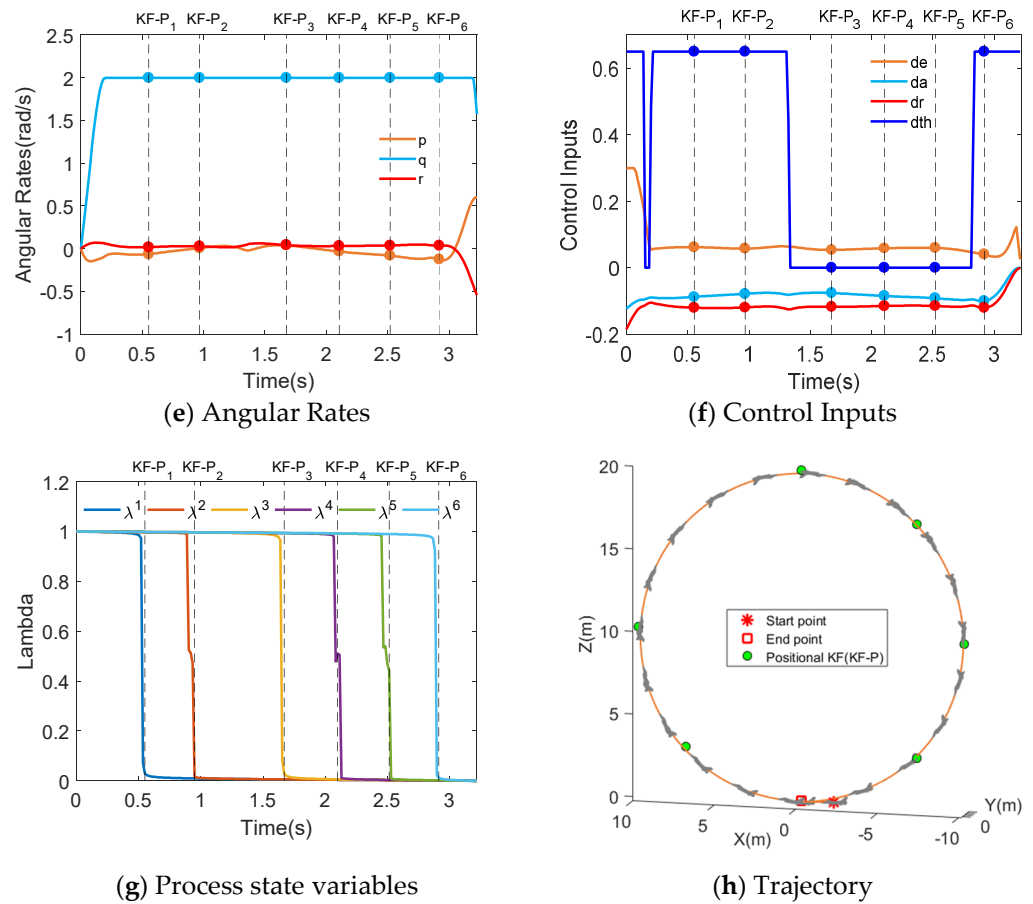 KF-P1 KF-P2 KF-P3 KF-P4 KF-P5 KF-P6
2.5
2
1.5
1
0.5
0
-0.5
-1
Angular Rates(rad/s)
p
q
r
0 0.5 1 1.5 2 2.5 3
Time(s)
(e) Angular Rates
KF-P1 KF-P2 KF-P3 KF-P4 KF-P5 KF-P6
0.6
0.4
0.2
0
-0.2
Control Inputs
de
da
dr
dth
0 0.5 1 1.5 2 2.5 3
Time(s)
(f) Control Inputs
KF-P1 KF-P2 KF-P3 KF-P4 KF-P5 KF-P6
1.2
1
0.8
0.6
0.4
0.2
0
Lambda
λ1 λ2 λ3 λ4 λ5 λ6
0 0.5 1 1.5 2 2.5 3
Time(s)
(g) Process state variables
20
15
10
5
0
Z(m)
Start point
End point
Positional KF(KF-P)
10 5 0 -5 -10
X(m)
Y(m)
0
(h) Trajectory